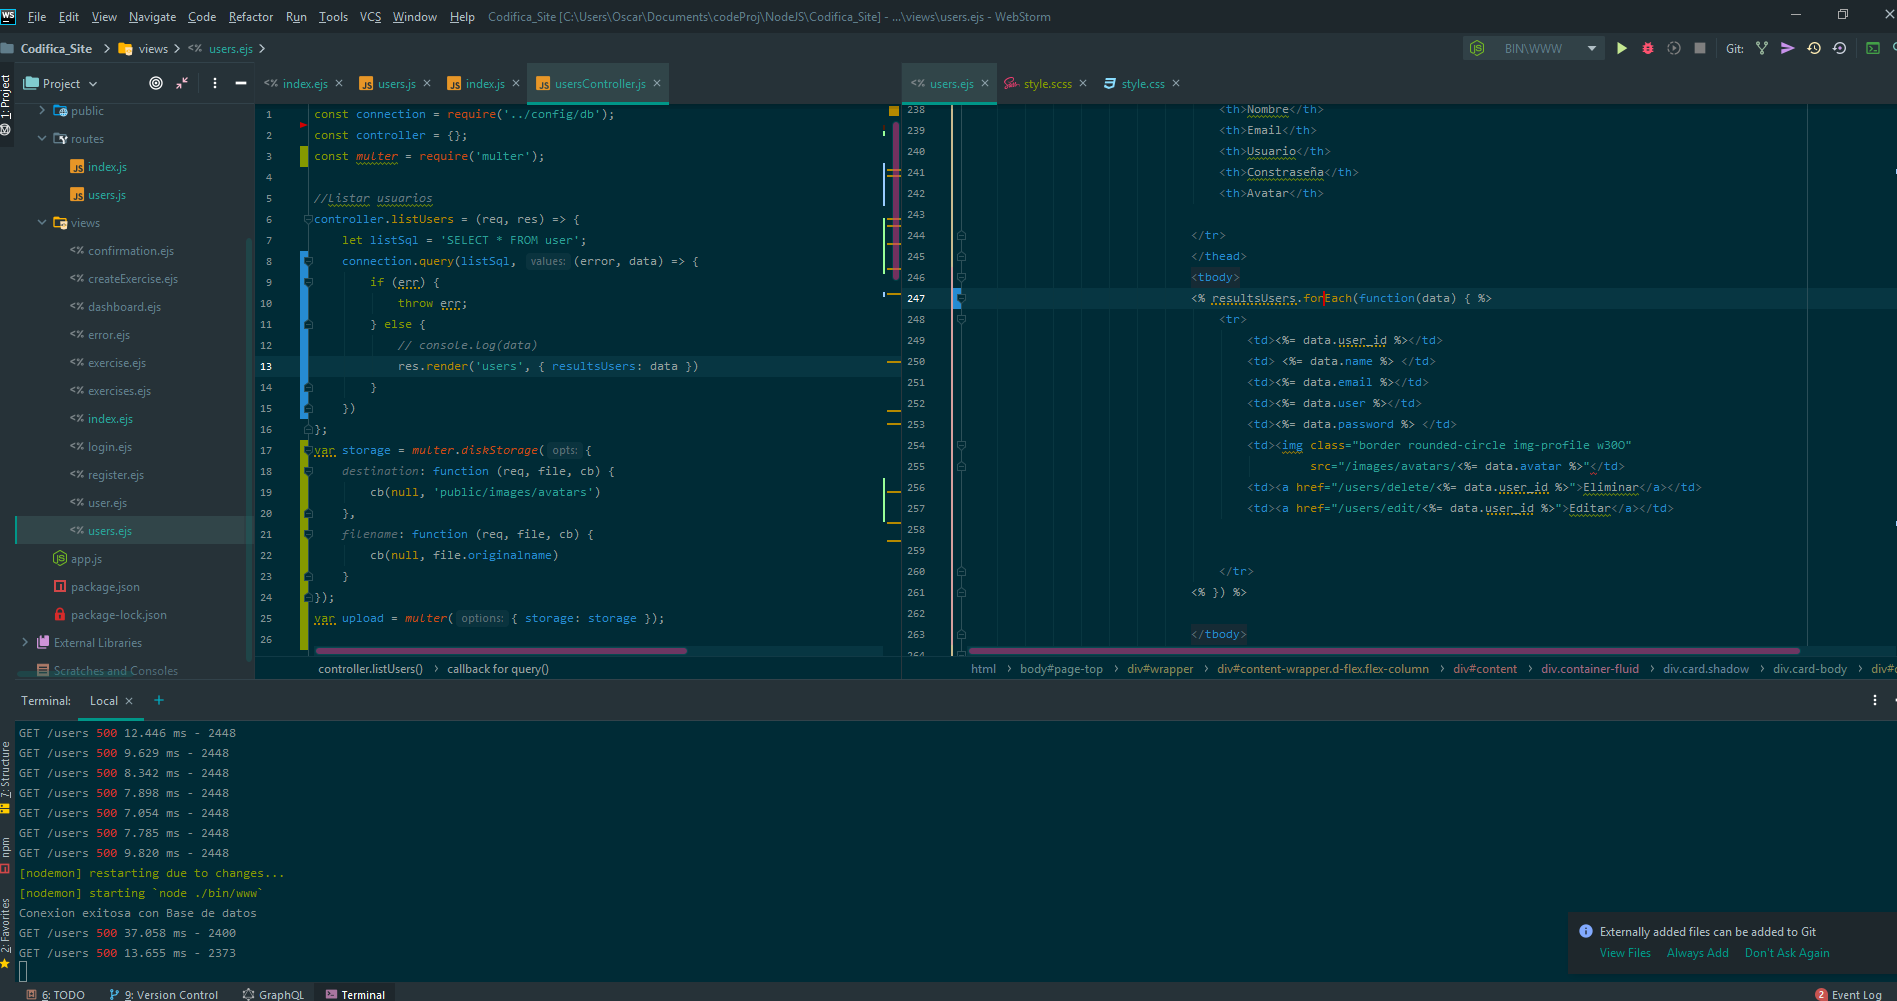 WS File Edit View Navigate Code Refactor Run Tools VCS Window Help Codifica_Site [C:\Users\Oscar\Documents\codeProj\NodeJS\Codifica_Site] - ...\views\users.ejs - WebStorm
Codifica_Site views <% users.ejs
BIN\WWW Git:
1: Project
Project
public
routes
index.js
users.js
views
<% confirmation.ejs
<% createExercise.ejs
<% dashboard.ejs
<% error.ejs
<% exercise.ejs
<% exercises.ejs
<% index.ejs
<% login.ejs
<% register.ejs
<% user.ejs
<% users.ejs
app.js
package.json
package-lock.json
External Libraries
Scratches and Consoles
<% index.ejs users.js index.js usersController.js
1 const connection = require('../config/db');
2 const controller = {};
3 const multer = require('multer');
4
5 //Listar usuarios
6 controller.listUsers = (req, res) => {
7 let listSql = 'SELECT * FROM user';
8 connection.query(listSql, values: (error, data) => {
9 if (err) {
10 throw err;
11 } else {
12 // console.log(data)
13 res.render('users', { resultsUsers: data })
14 }
15 })
16 };
17 var storage = multer.diskStorage( opts: {
18 destination: function (req, file, cb) {
19 cb(null, 'public/images/avatars')
20 },
21 filename: function (req, file, cb) {
22 cb(null, file.originalname)
23 }
24 });
25 var upload = multer( options: { storage: storage });
26
controller.listUsers() callback for query()
<% users.ejs style.scss style.css
238 <th>Nombre</th>
239 <th>Email</th>
240 <th>Usuario</th>
241 <th>Constraseña</th>
242 <th>Avatar</th>
243
244 </tr>
245 </thead>
246 <tbody>
247 <% resultsUsers.forEach(function(data) { %>
248 <tr>
249 <td><%= data.user_id %></td>
250 <td> <%= data.name %> </td>
251 <td><%= data.email %></td>
252 <td><%= data.user %></td>
253 <td><%= data.password %> </td>
254 <td><img class="border rounded-circle img-profile w300"
255 src="/images/avatars/<%= data.avatar %>"</td>
256 <td><a href="/users/delete/<%= data.user_id %>">Eliminar</a></td>
257 <td><a href="/users/edit/<%= data.user_id %>">Editar</a></td>
258
259
260 </tr>
261 <% }) %>
262
263 </tbody>
264
html body#page-top div#wrapper div#content-wrapper.d-flex.flex-column div#content div.container-fluid div.card.shadow div.card-body
Terminal: Local +
GET /users 500 12.446 ms - 2448
GET /users 500 9.629 ms - 2448
GET /users 500 8.342 ms - 2448
GET /users 500 7.898 ms - 2448
GET /users 500 7.054 ms - 2448
GET /users 500 7.785 ms - 2448
GET /users 500 9.820 ms - 2448
[nodemon] restarting due to changes...
[nodemon] starting `node ./bin/www`
Conexion exitosa con Base de datos
GET /users 500 37.058 ms - 2400
GET /users 500 13.655 ms - 2373
7: Structure
npm
2: Favorites
Externally added files can be added to Git
View Files Always Add Don't Ask Again
6: TODO 9: Version Control GraphQL Terminal 2 Event Log